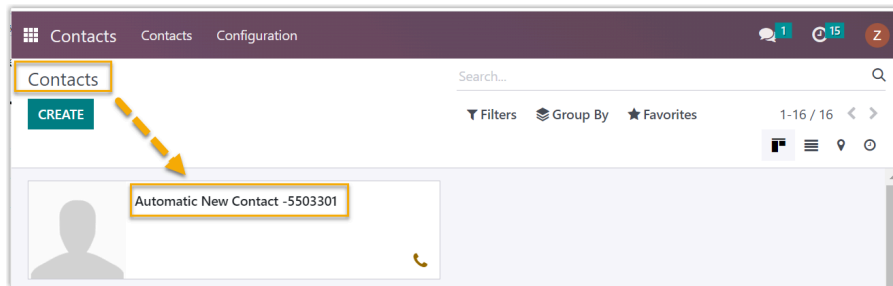 Contacts Contacts Configuration 1 15 Z
Contacts
Search...
CREATE
Filters Group By Favorites 1-16 / 16
Automatic New Contact -5503301